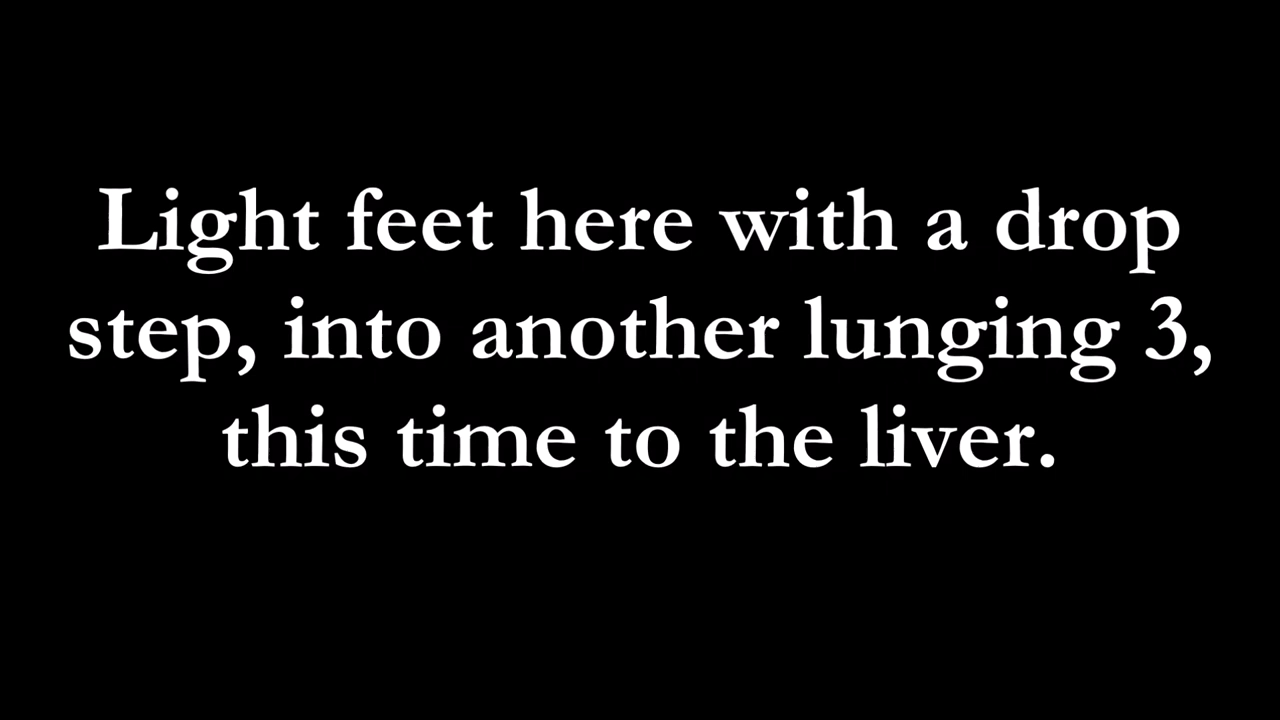 Light feet here with a drop
step, into another lunging 3,
this time to the liver.